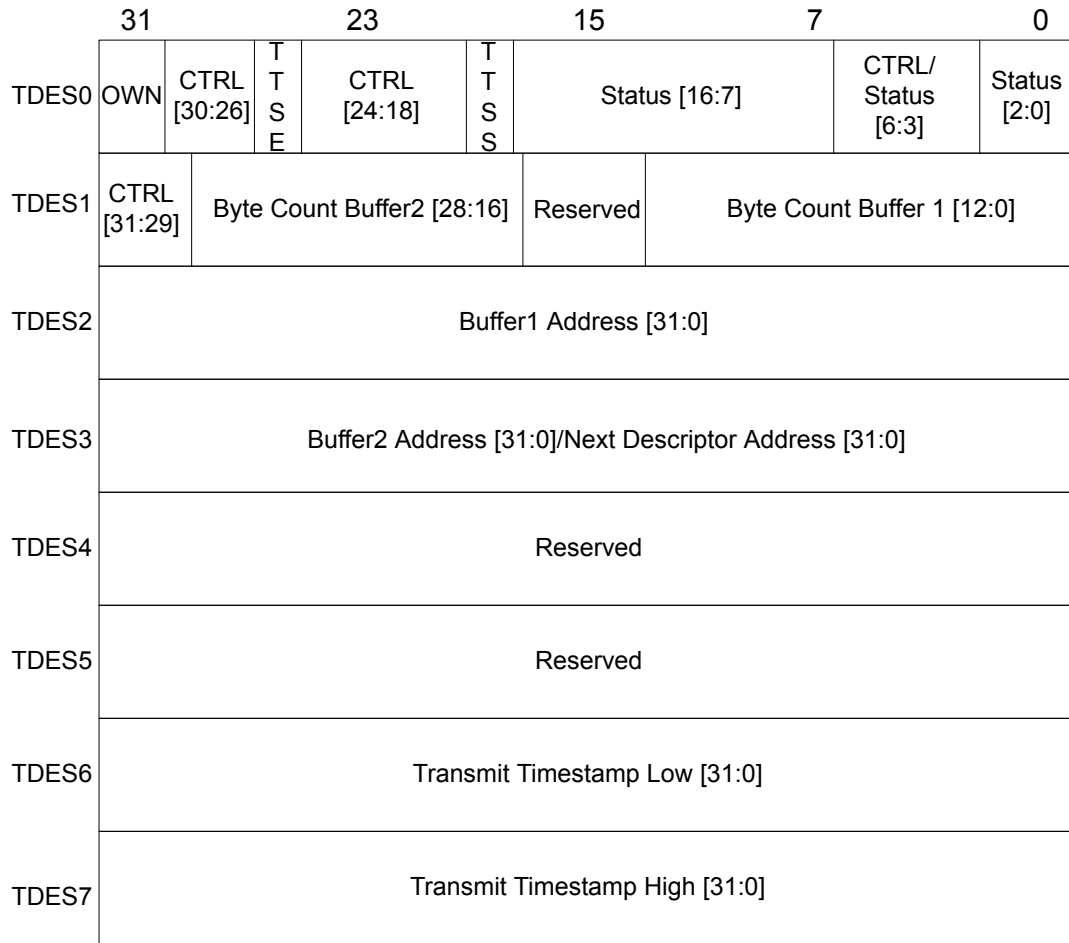 31 23 15 7 0
TDES0 OWN CTRL [30:26] TTSE CTRL [24:18] TTSS Status [16:7] CTRL/ Status [6:3] Status [2:0]
TDES1 CTRL [31:29] Byte Count Buffer2 [28:16] Reserved Byte Count Buffer 1 [12:0]
TDES2 Buffer1 Address [31:0]
TDES3 Buffer2 Address [31:0]/Next Descriptor Address [31:0]
TDES4 Reserved
TDES5 Reserved
TDES6 Transmit Timestamp Low [31:0]
TDES7 Transmit Timestamp High [31:0]